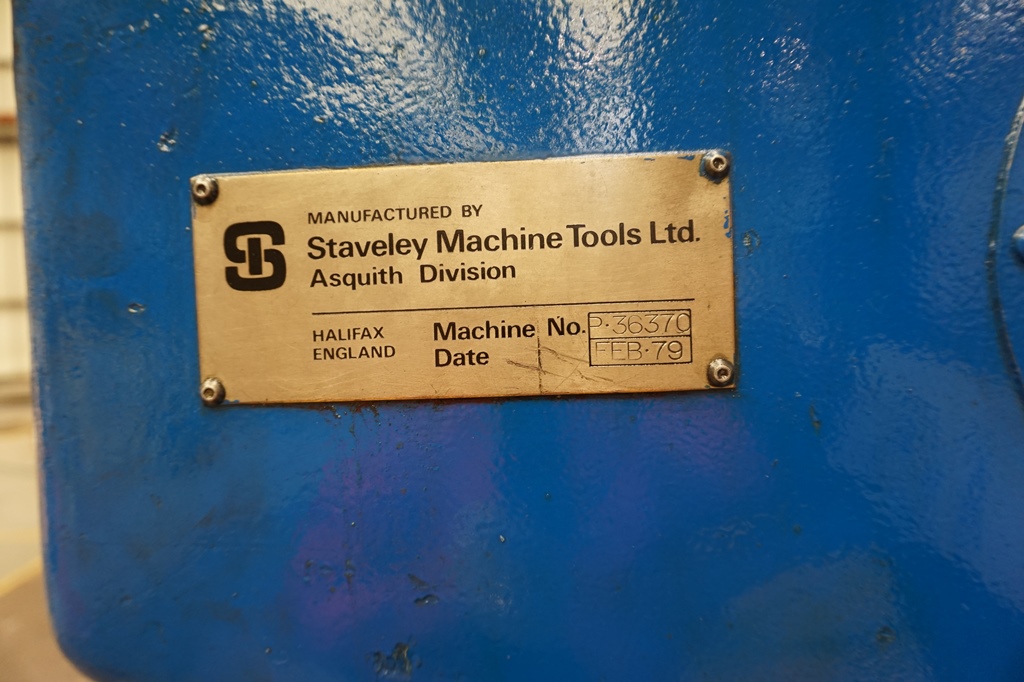 MANUFACTURED BY
Staveley Machine Tools Ltd.
Asquith Division
HALIFAX
ENGLAND
Machine No. P·36370
Date FEB·79